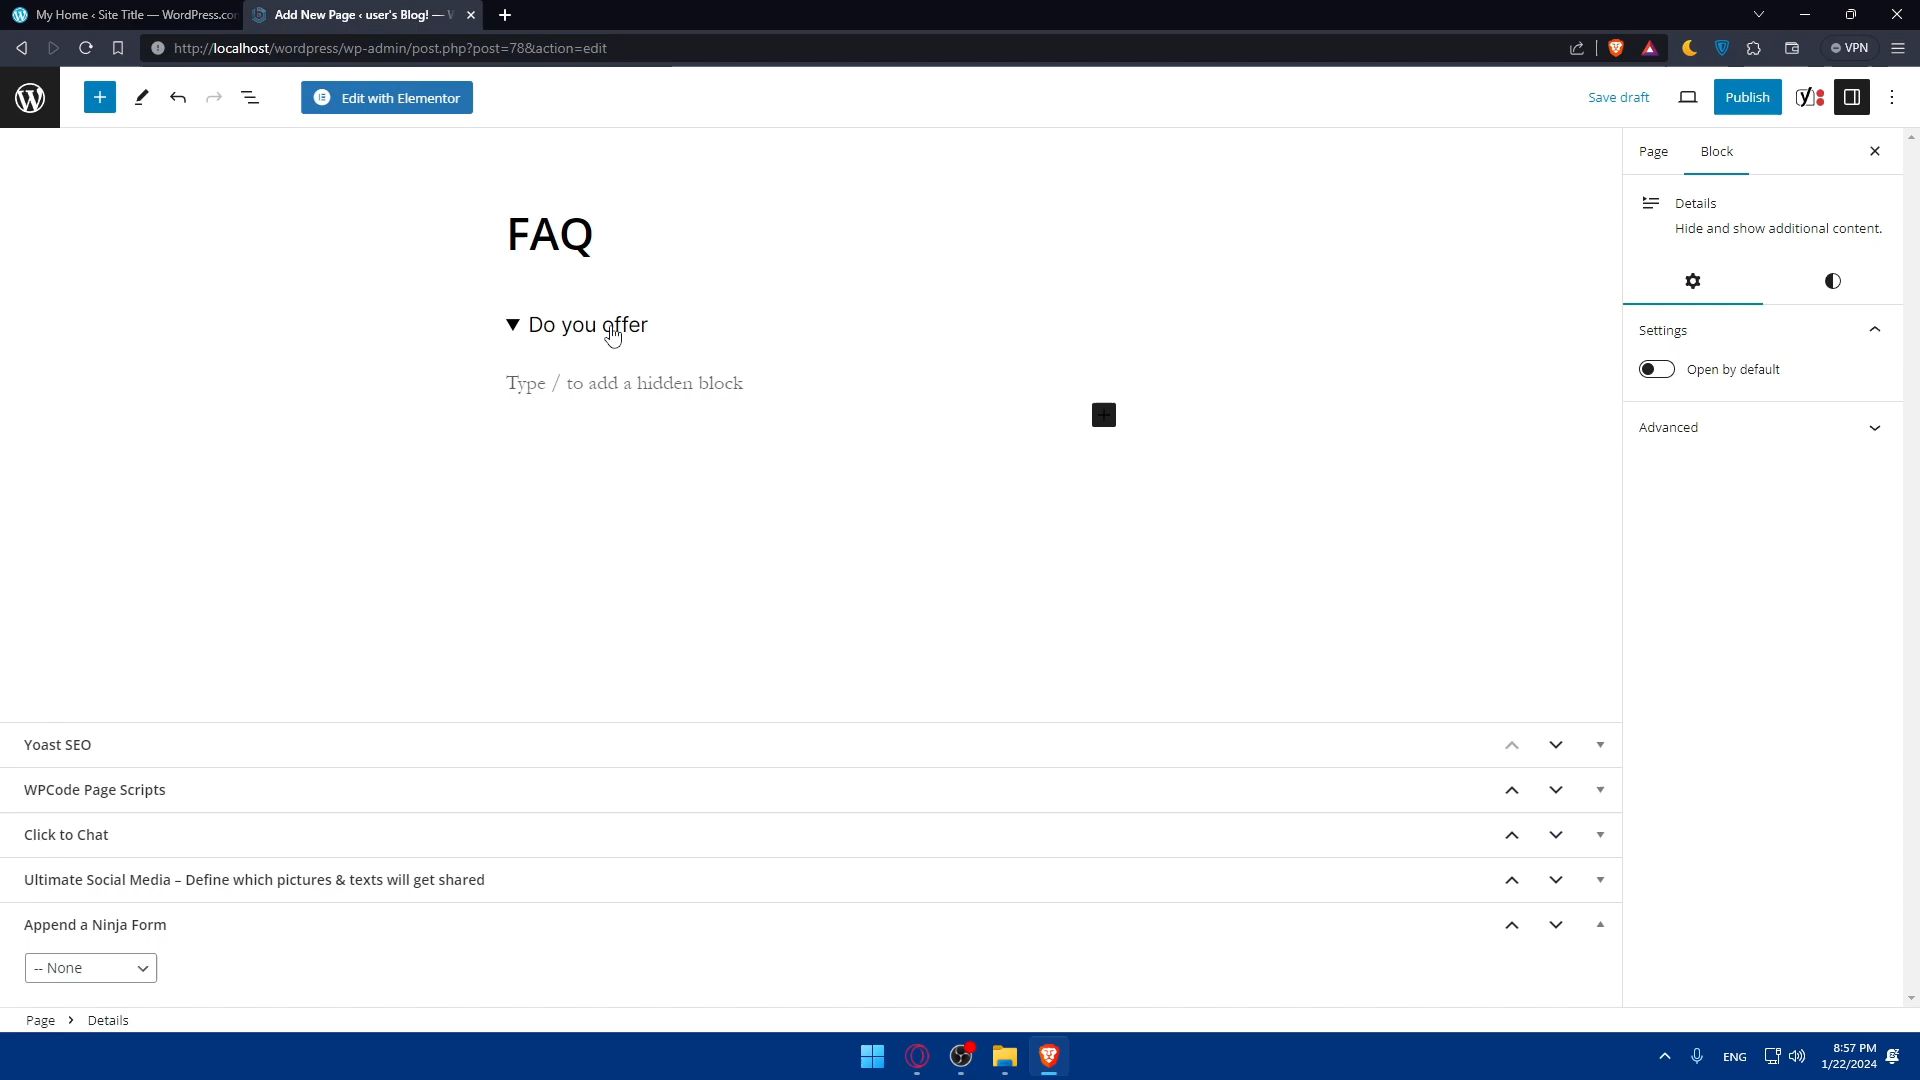 My Home ‹ Site Title — WordPress.co
Add New Page ‹ user's Blog! —
http://localhost/wordpress/wp-admin/post.php?post=78&action=edit
VPN
Edit with Elementor
Save draft
Publish
Page
Block
Details
Hide and show additional content.
FAQ
Do you offer
Type / to add a hidden block
Settings
Open by default
Advanced
Yoast SEO
WPCode Page Scripts
Click to Chat
Ultimate Social Media – Define which pictures & texts will get shared
Append a Ninja Form
-- None
Page › Details
ENG
8:57 PM
1/22/2024